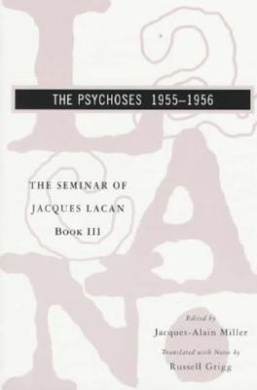 LACAN
THE PSYCHOSES 1955–1956
THE SEMINAR OF
JACQUES LACAN
BOOK III
Edited by
Jacques-Alain Miller
Translated with Notes by
Russell Grigg